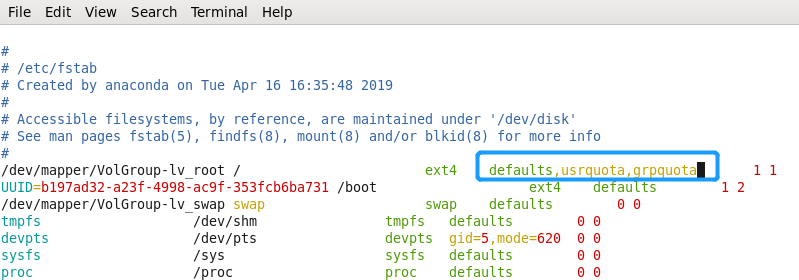 File Edit View Search Terminal Help
#
# /etc/fstab
# Created by anaconda on Tue Apr 16 16:35:48 2019
#
# Accessible filesystems, by reference, are maintained under '/dev/disk'
# See man pages fstab(5), findfs(8), mount(8) and/or blkid(8) for more info
#
/dev/mapper/VolGroup-lv_root / ext4 defaults,usrquota,grpquota 1 1
UUID=b197ad32-a23f-4998-ac9f-353fcb6ba731 /boot ext4 defaults 1 2
/dev/mapper/VolGroup-lv_swap swap swap defaults 0 0
tmpfs /dev/shm tmpfs defaults 0 0
devpts /dev/pts devpts gid=5,mode=620 0 0
sysfs /sys sysfs defaults 0 0
proc /proc proc defaults 0 0